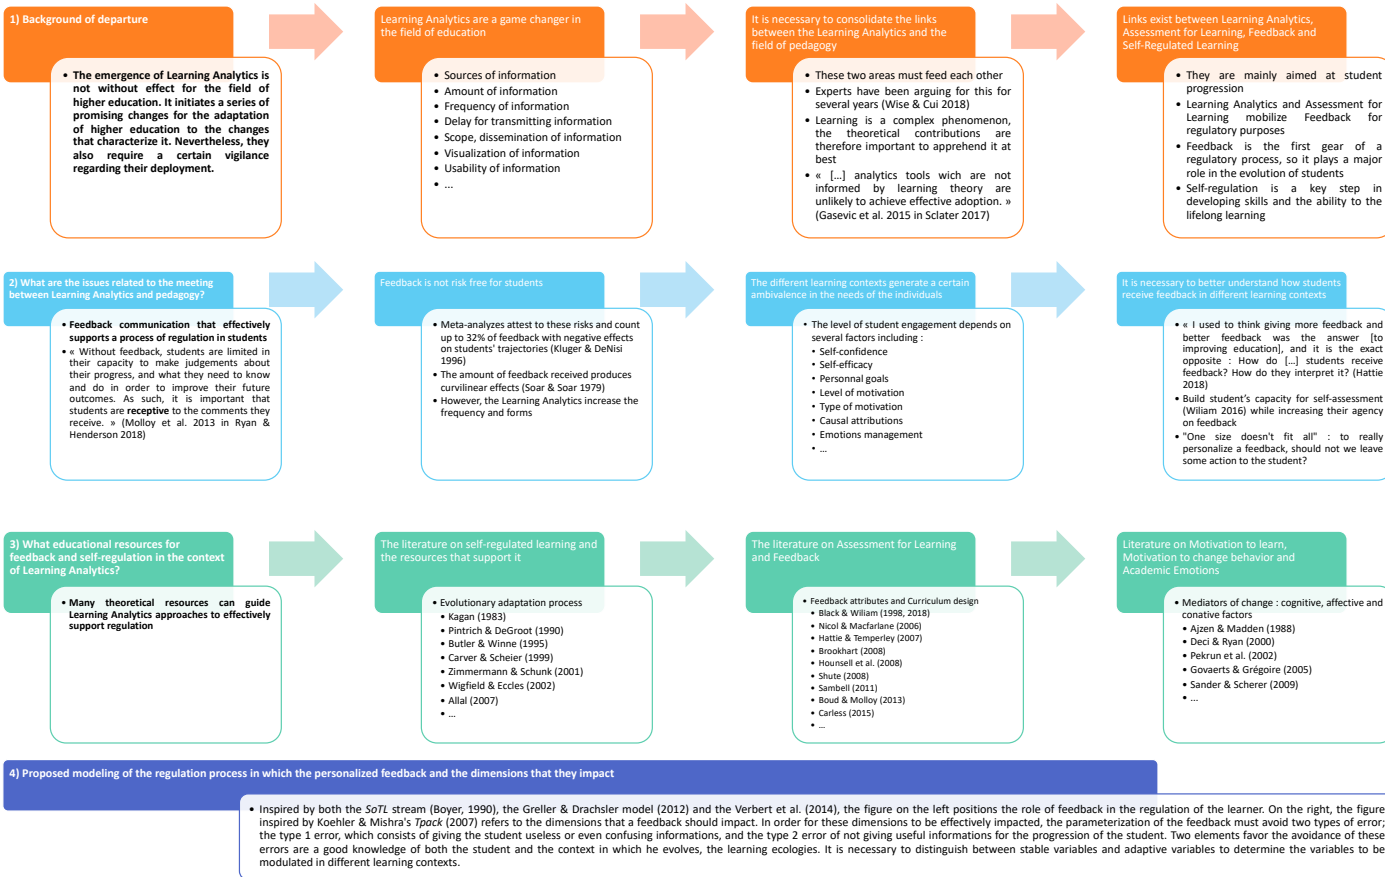 1) Background of departure
• The emergence of Learning Analytics is
not without effect for the field of
higher education. It initiates a series of
promising changes for the adaptation
of higher education to the changes
that characterize it. Nevertheless, they
also require a certain vigilance
regarding their deployment.
Learning Analytics are a game changer in
the field of education
• Sources of information
• Amount of information
• Frequency of information
• Delay for transmitting information
• Scope, dissemination of information
• Visualization of information
• Usability of information
• ...
It is necessary to consolidate the links
between the Learning Analytics and the
field of pedagogy
• These two areas must feed each other
• Experts have been arguing for this for
several years (Wise & Cui 2018)
• Learning is a complex phenomenon,
the theoretical contributions are
therefore important to apprehend it at
best
• « […] analytics tools wich are not
informed by learning theory are
unlikely to achieve effective adoption. »
(Gasevic et al. 2015 in Sclater 2017)
Links exist between Learning Analytics,
Assessment for Learning, Feedback and
Self-Regulated Learning
• They are mainly aimed at student
progression
• Learning Analytics and Assessment for
Learning mobilize Feedback for
regulatory purposes
• Feedback is the first gear of a
regulatory process, so it plays a major
role in the evolution of students
• Self-regulation is a key step in
developing skills and the ability to the
lifelong learning
2) What are the issues related to the meeting
between Learning Analytics and pedagogy?
• Feedback communication that effectively
supports a process of regulation in students
• « Without feedback, students are limited in
their capacity to make judgements about
their progress, and what they need to know
and do in order to improve their future
outcomes. As such, it is important that
students are receptive to the comments they
receive. » (Molloy et al. 2013 in Ryan &
Henderson 2018)
Feedback is not risk free for students
• Meta-analyzes attest to these risks and count
up to 32% of feedback with negative effects
on students' trajectories (Kluger & DeNisi
1996)
• The amount of feedback received produces
curvilinear effects (Soar & Soar 1979)
• However, the Learning Analytics increase the
frequency and forms
The different learning contexts generate a certain
ambivalence in the needs of the individuals
• The level of student engagement depends on
several factors including :
• Self-confidence
• Self-efficacy
• Personnal goals
• Level of motivation
• Type of motivation
• Causal attributions
• Emotions management
• ...
It is necessary to better understand how students
receive feedback in different learning contexts
• « I used to think giving more feedback and
better feedback was the answer [to
improving education], and it is the exact
opposite : How do […] students receive
feedback? How do they interpret it? (Hattie
2018)
• Build student’s capacity for self-assessment
(Wiliam 2016) while increasing their agency
on feedback
• "One size doesn't fit all" : to really
personalize a feedback, should not we leave
some action to the student?
3) What educational resources for
feedback and self-regulation in the context
of Learning Analytics?
• Many theoretical resources can guide
Learning Analytics approaches to effectively
support regulation
The literature on self-regulated learning and
the resources that support it
• Evolutionary adaptation process
• Kagan (1983)
• Pintrich & DeGroot (1990)
• Butler & Winne (1995)
• Carver & Scheier (1999)
• Zimmermann & Schunk (2001)
• Wigfield & Eccles (2002)
• Allal (2007)
• ...
The literature on Assessment for Learning
and Feedback
• Feedback attributes and Curriculum design
• Black & Wiliam (1998, 2018)
• Nicol & Macfarlane (2006)
• Hattie & Temperley (2007)
• Brookhart (2008)
• Hounsell et al. (2008)
• Shute (2008)
• Sambell (2011)
• Boud & Molloy (2013)
• Carless (2015)
• ...
Literature on Motivation to learn,
Motivation to change behavior and
Academic Emotions
• Mediators of change : cognitive, affective and
conative factors
• Ajzen & Madden (1988)
• Deci & Ryan (2000)
• Pekrun et al. (2002)
• Govaerts & Grégoire (2005)
• Sander & Scherer (2009)
• ...
4) Proposed modeling of the regulation process in which the personalized feedback and the dimensions that they impact
• Inspired by both the SoTL stream (Boyer, 1990), the Greller & Drachsler model (2012) and the Verbert et al. (2014), the figure on the left positions the role of feedback in the regulation of the learner. On the right, the figure
inspired by Koehler & Mishra's Tpack (2007) refers to the dimensions that a feedback should impact. In order for these dimensions to be effectively impacted, the parameterization of the feedback must avoid two types of error;
the type 1 error, which consists of giving the student useless or even confusing informations, and the type 2 error of not giving useful informations for the progression of the student. Two elements favor the avoidance of these
errors are a good knowledge of both the student and the context in which he evolves, the learning ecologies. It is necessary to distinguish between stable variables and adaptive variables to determine the variables to be
modulated in different learning contexts.